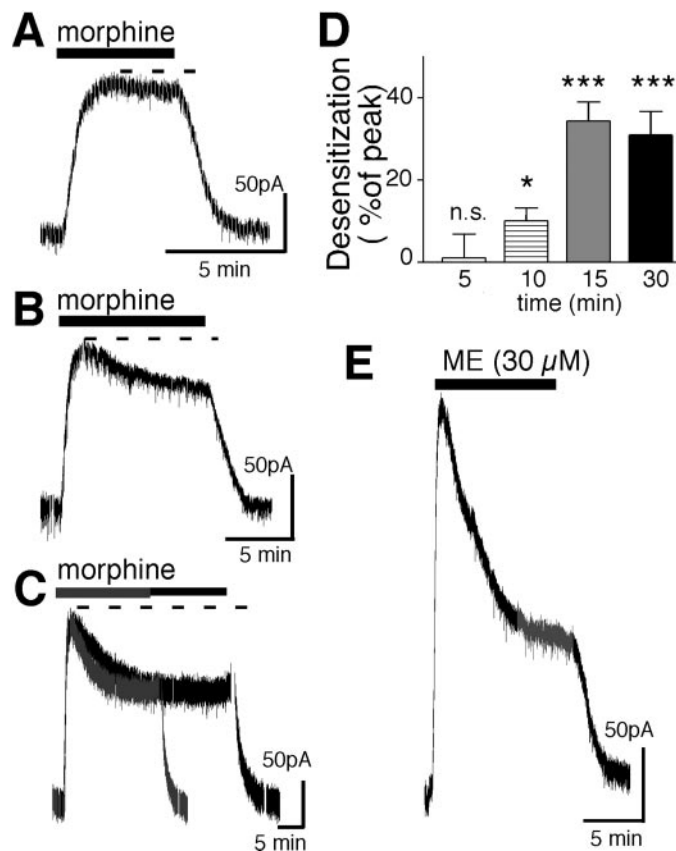 A
morphine
50pA
5 min
B
morphine
50pA
5 min
C
morphine
50pA
5 min
D
Desensitization
( %of peak)
40
20
0
n.s.
*
***
***
5 10 15 30
time (min)
E
ME (30 µM)
50pA
5 min